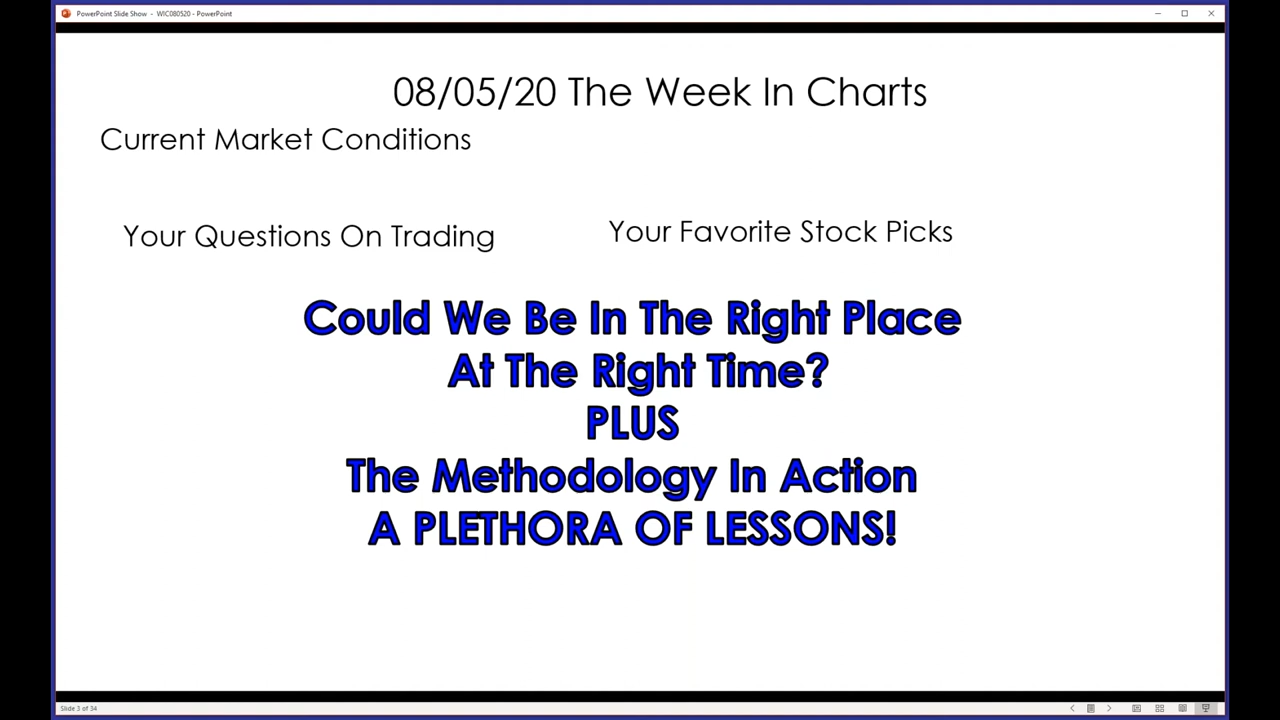 PowerPoint Slide Show - WIC080520 - PowerPoint
08/05/20 The Week In Charts
Current Market Conditions
Your Questions On Trading
Your Favorite Stock Picks
Could We Be In The Right Place
At The Right Time?
PLUS
The Methodology In Action
A PLETHORA OF LESSONS!
Slide 3 of 34